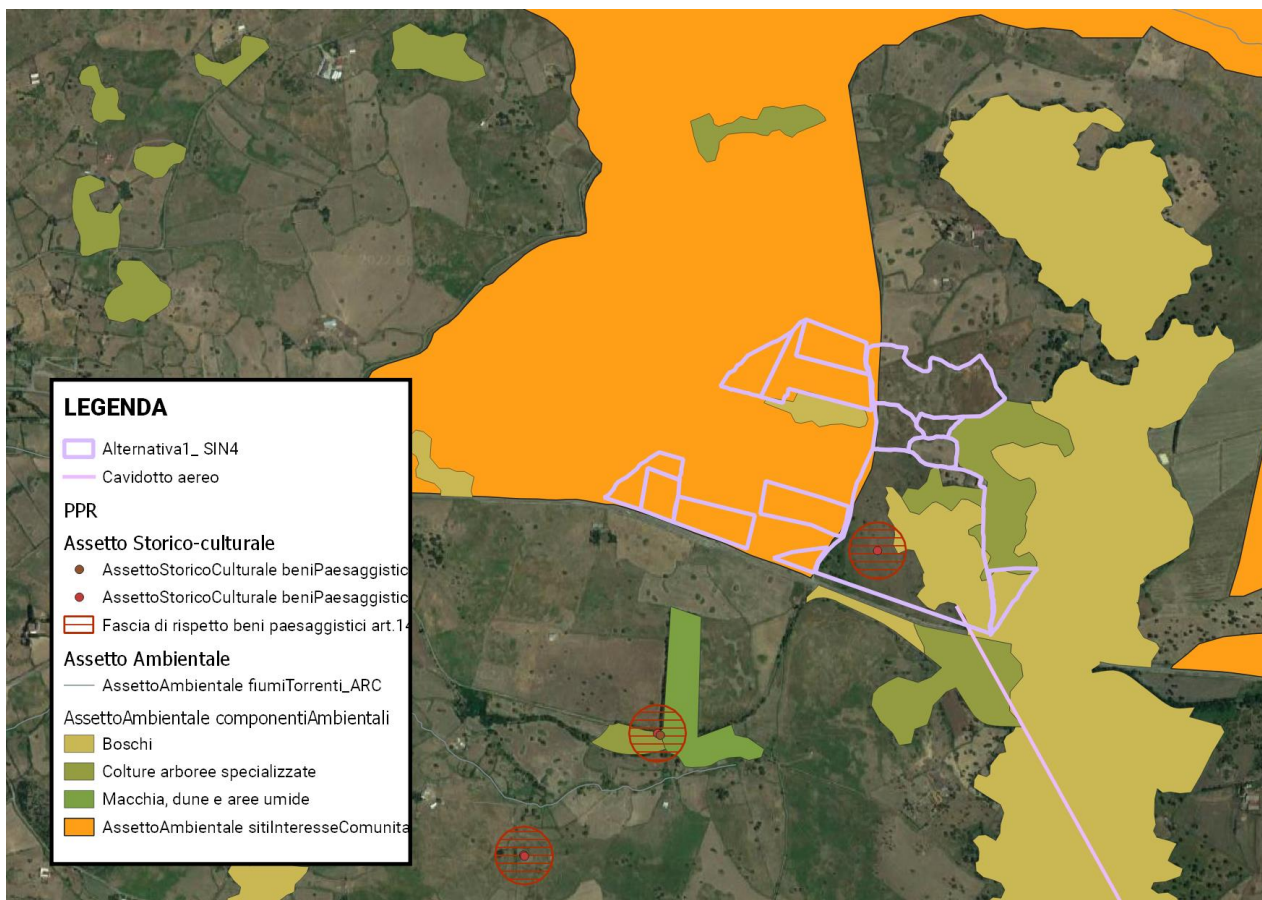 LEGENDA
Alternativa1_ SIN4
Cavidotto aereo
PPR
Assetto Storico-culturale
AssettoStoricoCulturale beniPaesaggistic
AssettoStoricoCulturale beniPaesaggistic
Fascia di rispetto beni paesaggistici art.14
Assetto Ambientale
AssettoAmbientale fiumiTorrenti_ARC
AssettoAmbientale componentiAmbientali
Boschi
Colture arboree specializzate
Macchia, dune e aree umide
AssettoAmbientale sitiInteresseComunita